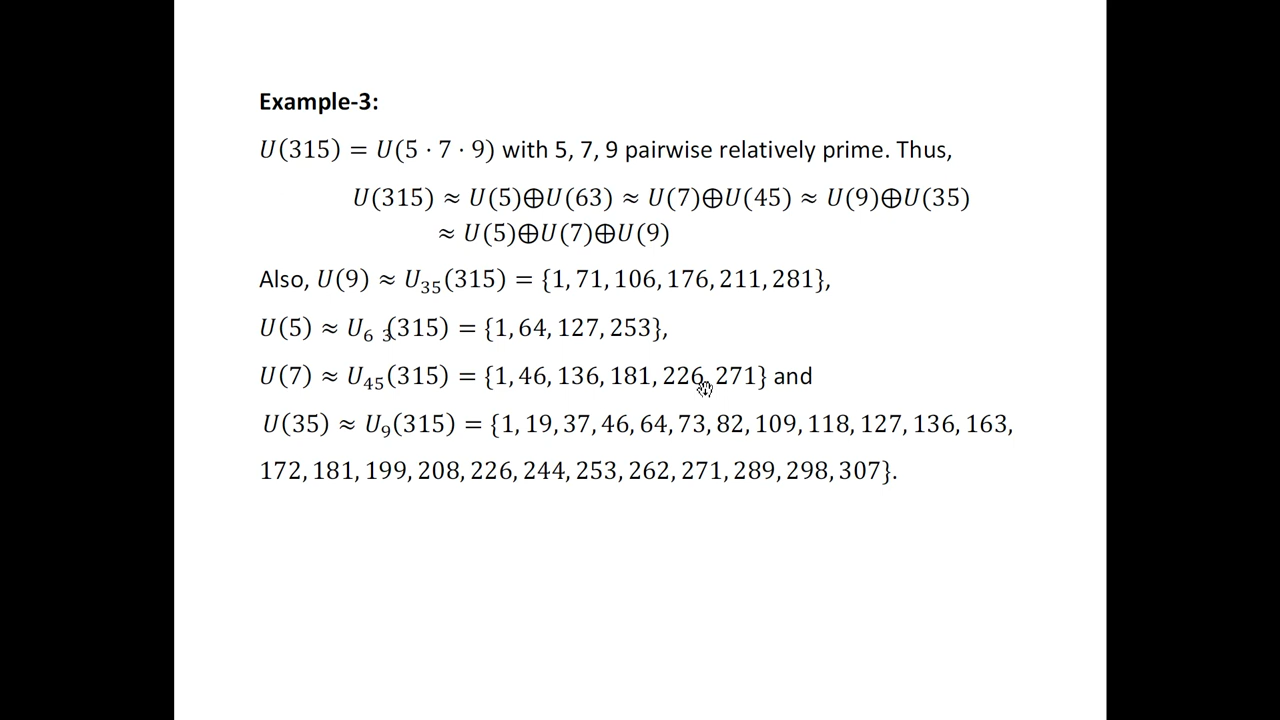 Example-3:
U(315) = U(5 · 7 · 9) with 5, 7, 9 pairwise relatively prime. Thus,
U(315) ≈ U(5)⊕U(63) ≈ U(7)⊕U(45) ≈ U(9)⊕U(35)
≈ U(5)⊕U(7)⊕U(9)
Also, U(9) ≈ U₃₅(315) = {1, 71, 106, 176, 211, 281},
U(5) ≈ U₆ ₃(315) = {1, 64, 127, 253},
U(7) ≈ U₄₅(315) = {1, 46, 136, 181, 226, 271} and
U(35) ≈ U₉(315) = {1, 19, 37, 46, 64, 73, 82, 109, 118, 127, 136, 163,
172, 181, 199, 208, 226, 244, 253, 262, 271, 289, 298, 307}.